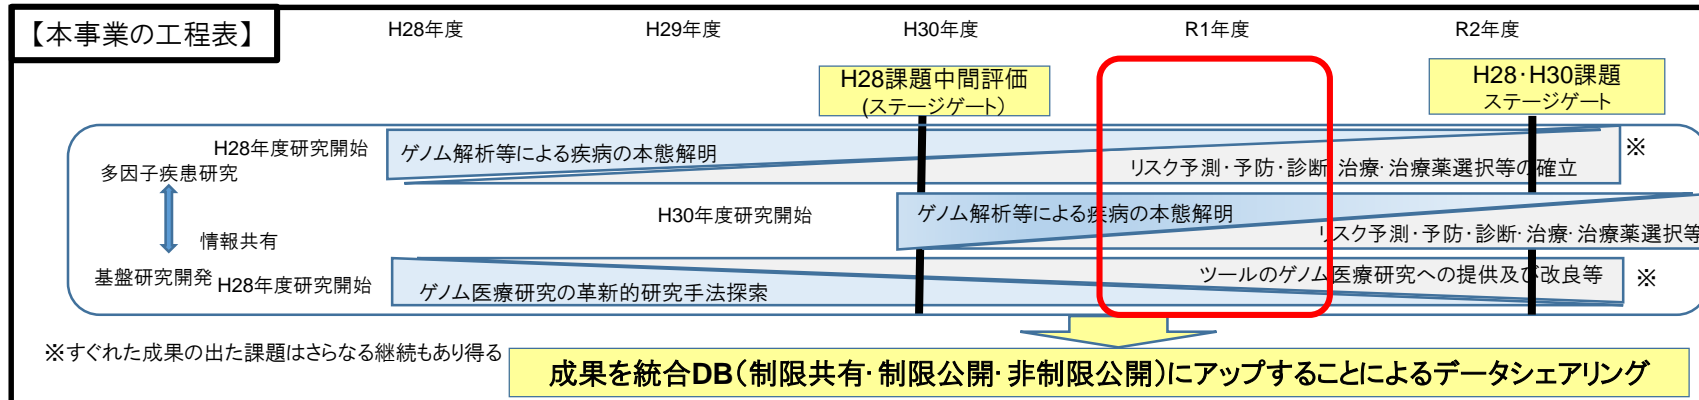 【本事業の工程表】
H28年度
H29年度
H30年度
R1年度
R2年度
H28課題中間評価
(ステージゲート)
H28・H30課題
ステージゲート
H28年度研究開始
ゲノム解析等による疾病の本態解明
※
多因子疾患研究
リスク予測・予防・診断・治療・治療薬選択等の確立
H30年度研究開始
ゲノム解析等による疾病の本態解明
情報共有
リスク予測・予防・診断・治療・治療薬選択等
基盤研究開発
H28年度研究開始
ツールのゲノム医療研究への提供及び改良等
※
ゲノム医療研究の革新的研究手法探索
※すぐれた成果の出た課題はさらなる継続もあり得る
成果を統合DB(制限共有・制限公開・非制限公開)にアップすることによるデータシェアリング